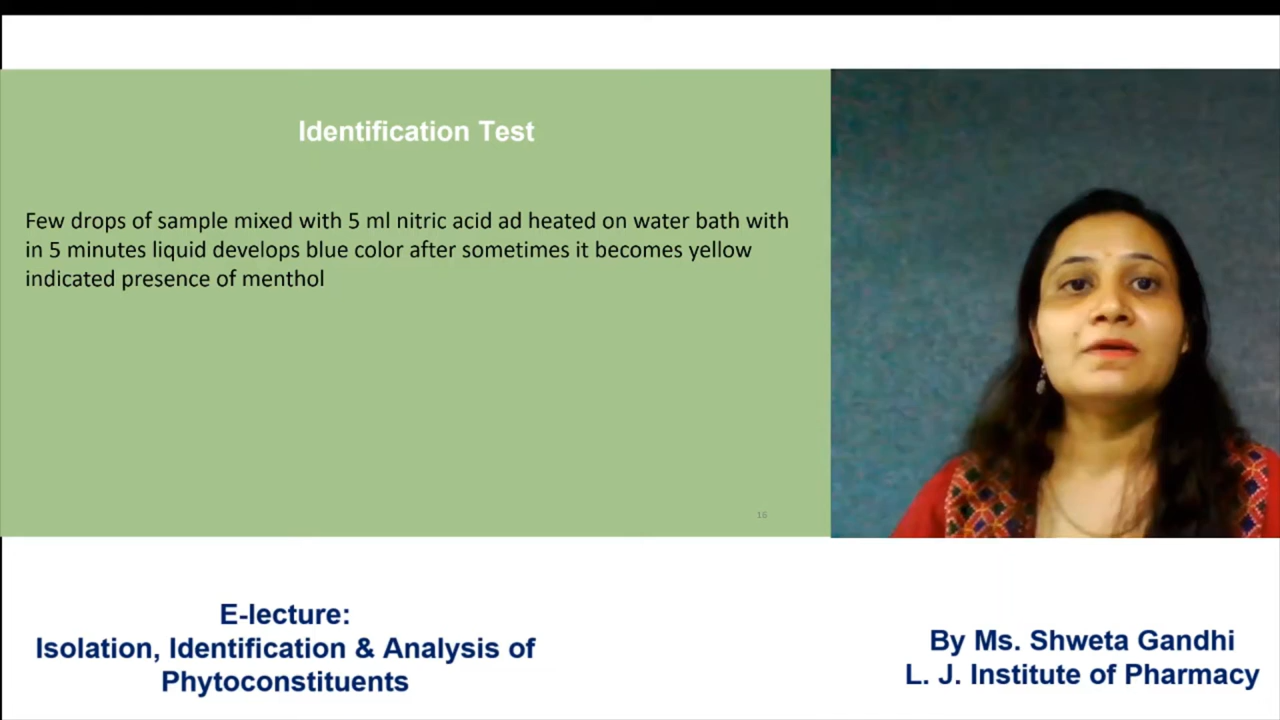 Identification Test
Few drops of sample mixed with 5 ml nitric acid ad heated on water bath with
in 5 minutes liquid develops blue color after sometimes it becomes yellow
indicated presence of menthol
16
E-lecture:
Isolation, Identification & Analysis of
Phytoconstituents
By Ms. Shweta Gandhi
L. J. Institute of Pharmacy